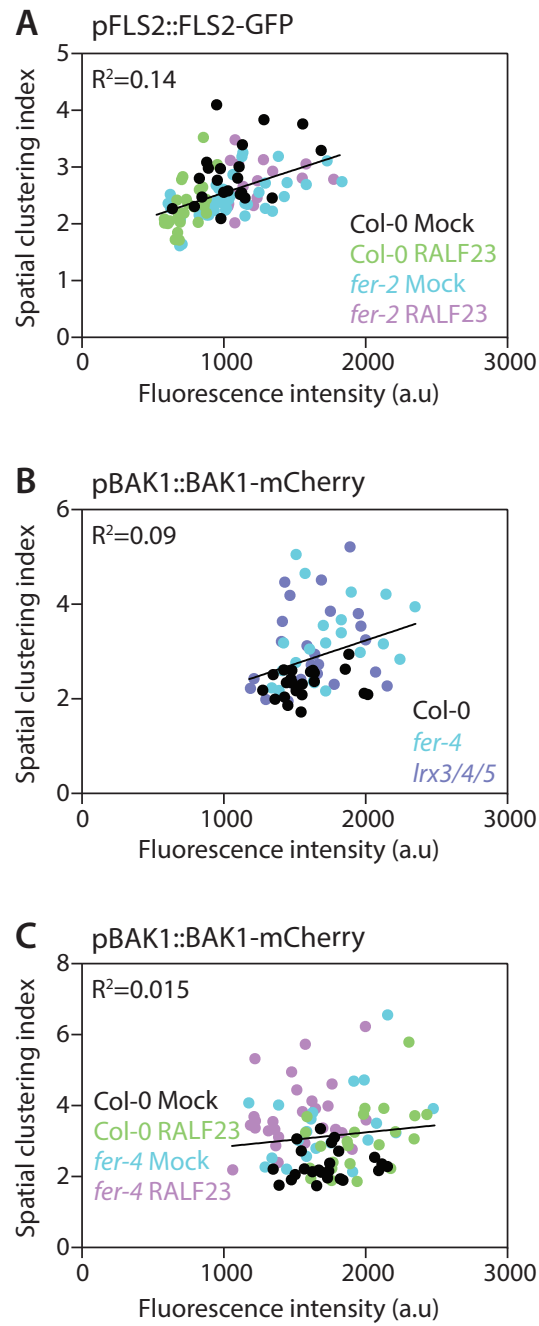 A pFLS2::FLS2-GFP
5
R²=0.14
4
3
2
1
0
Col-0 Mock
Col-0 RALF23
fer-2 Mock
fer-2 RALF23
Spatial clustering index
0 1000 2000 3000
Fluorescence intensity (a.u)
B pBAK1::BAK1-mCherry
6
R²=0.09
4
2
0
Col-0
fer-4
lrx3/4/5
Spatial clustering index
0 1000 2000 3000
Fluorescence intensity (a.u)
C pBAK1::BAK1-mCherry
8
R²=0.015
6
4
2
0
Col-0 Mock
Col-0 RALF23
fer-4 Mock
fer-4 RALF23
Spatial clustering index
0 1000 2000 3000
Fluorescence intensity (a.u)